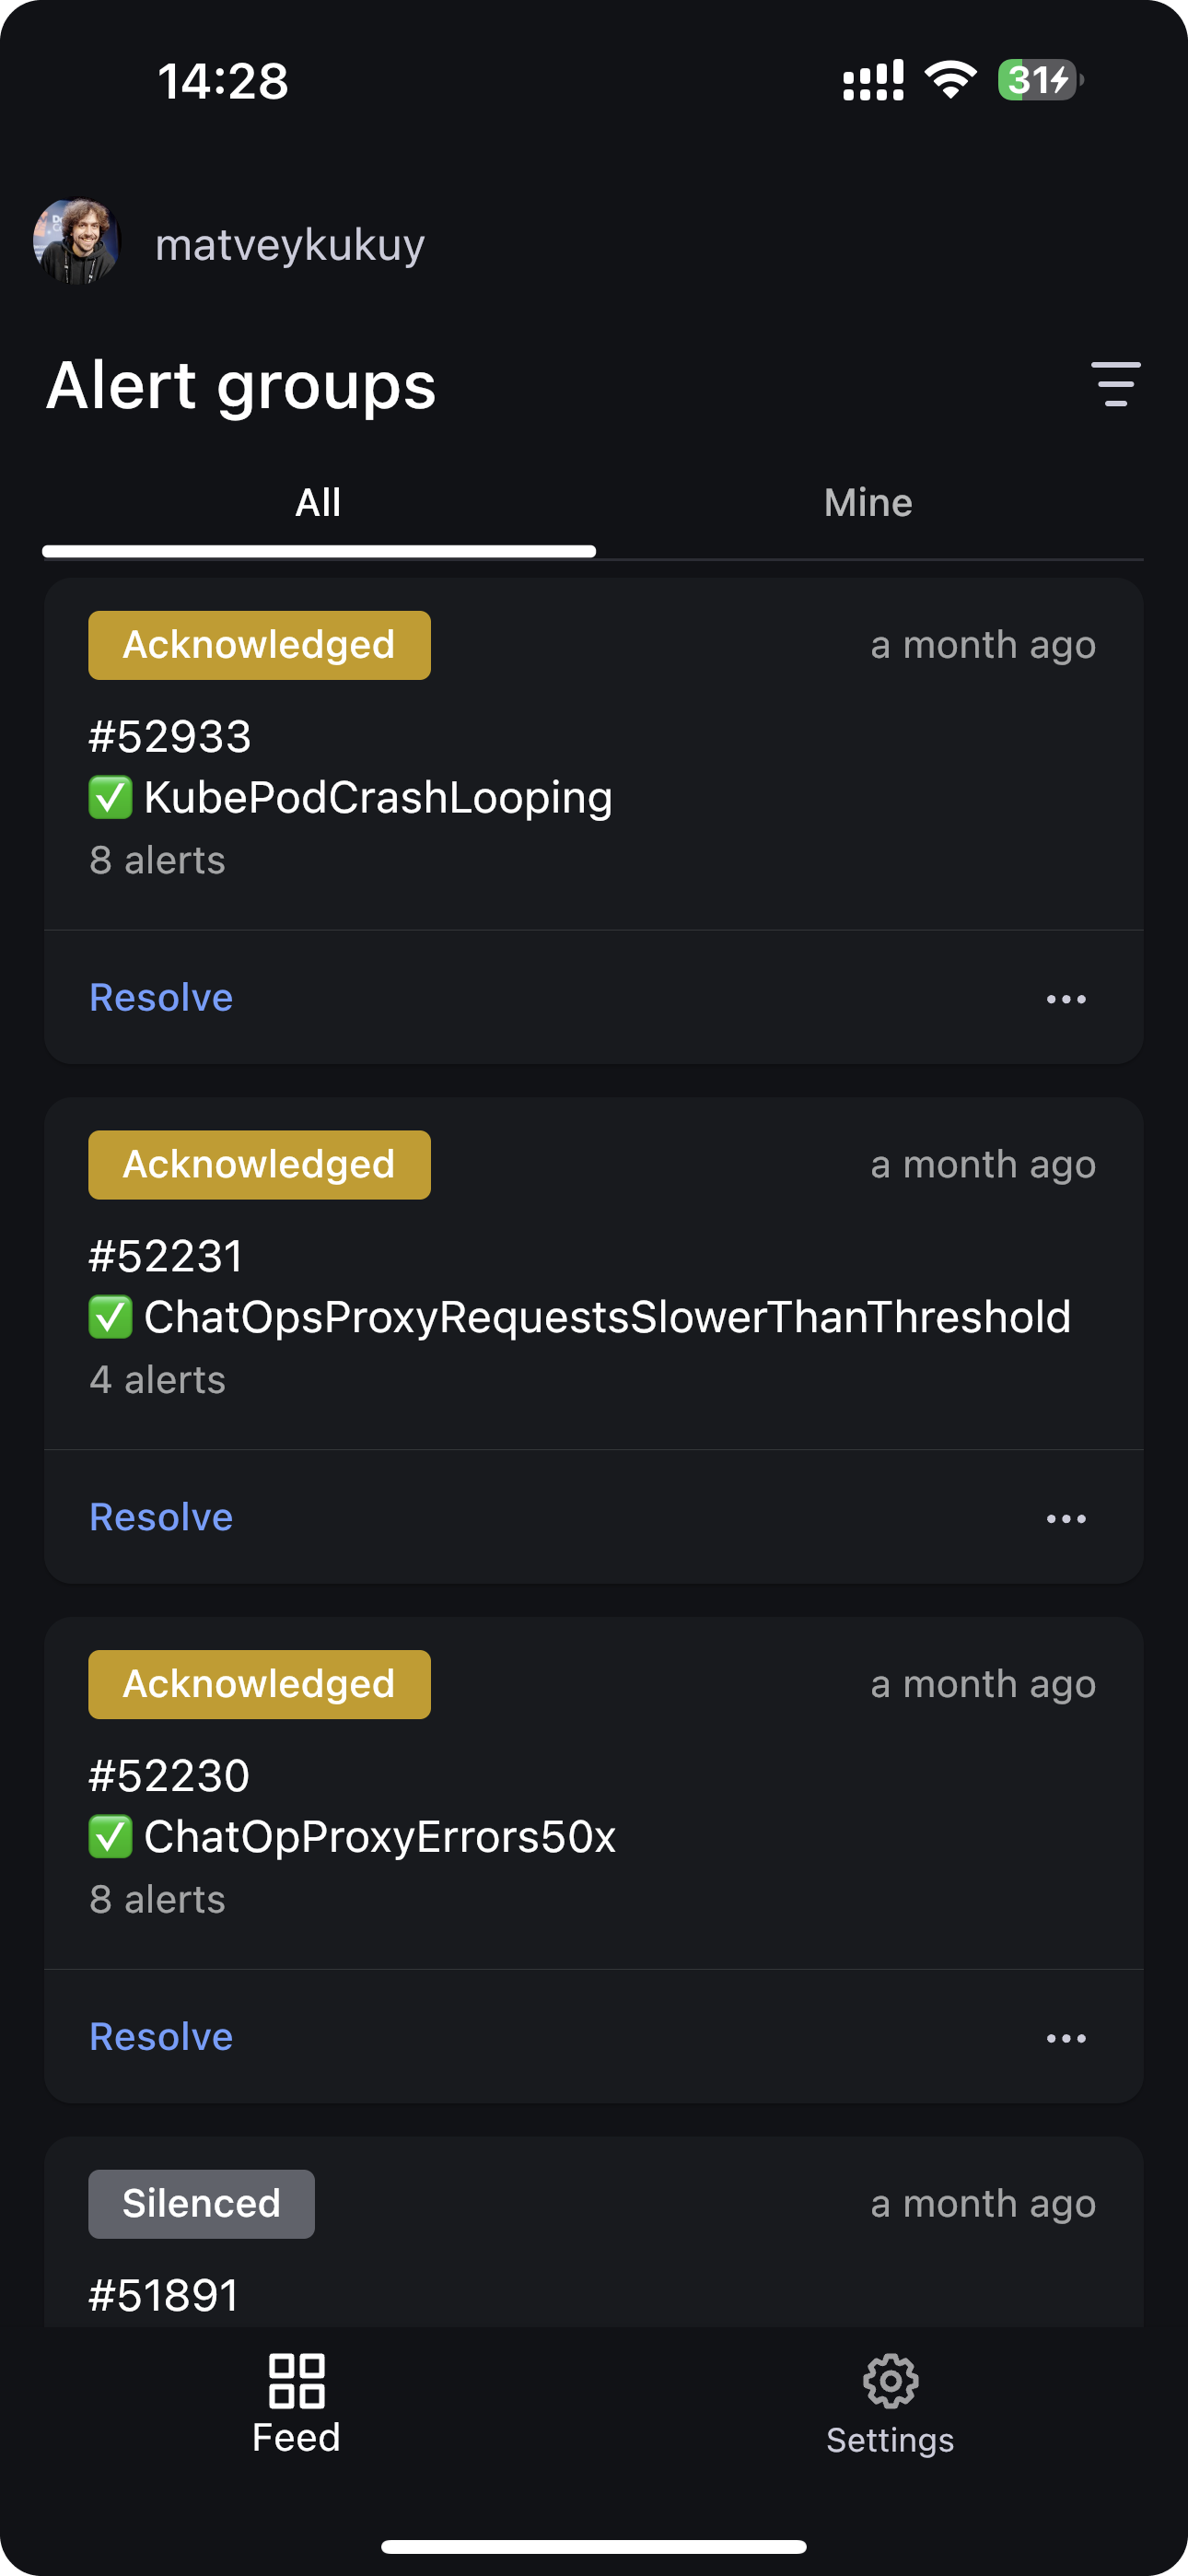 14:28
31
matveykukuy
Alert groups
All Mine
Acknowledged a month ago
#52933
✅ KubePodCrashLooping
8 alerts
Resolve ...
Acknowledged a month ago
#52231
✅ ChatOpsProxyRequestsSlowerThanThreshold
4 alerts
Resolve ...
Acknowledged a month ago
#52230
✅ ChatOpProxyErrors50x
8 alerts
Resolve ...
Silenced a month ago
#51891
Feed Settings